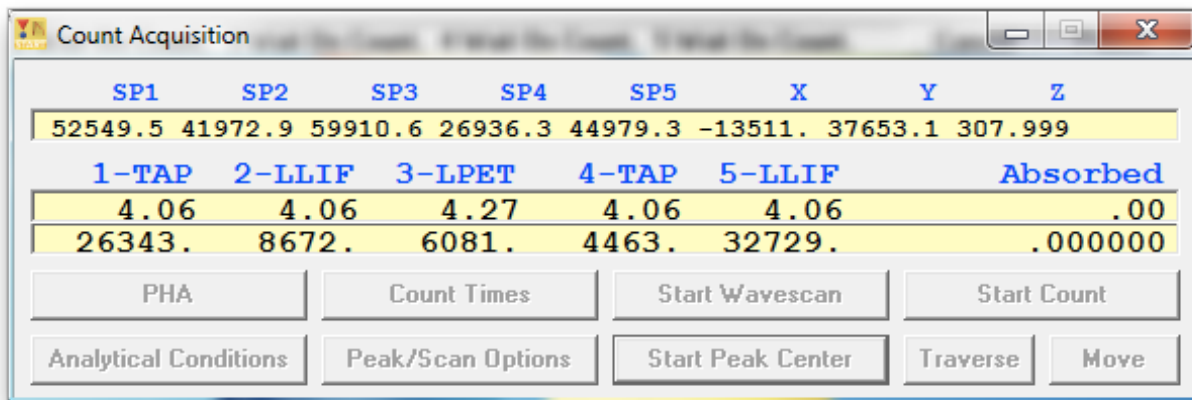 Count Acquisition
SP1 SP2 SP3 SP4 SP5 X Y Z
52549.5 41972.9 59910.6 26936.3 44979.3 -13511. 37653.1 307.999
1-TAP 2-LLIF 3-LPET 4-TAP 5-LLIF Absorbed
4.06 4.06 4.27 4.06 4.06 .00
26343. 8672. 6081. 4463. 32729. .000000
PHA Count Times Start Wavescan Start Count
Analytical Conditions Peak/Scan Options Start Peak Center Traverse Move